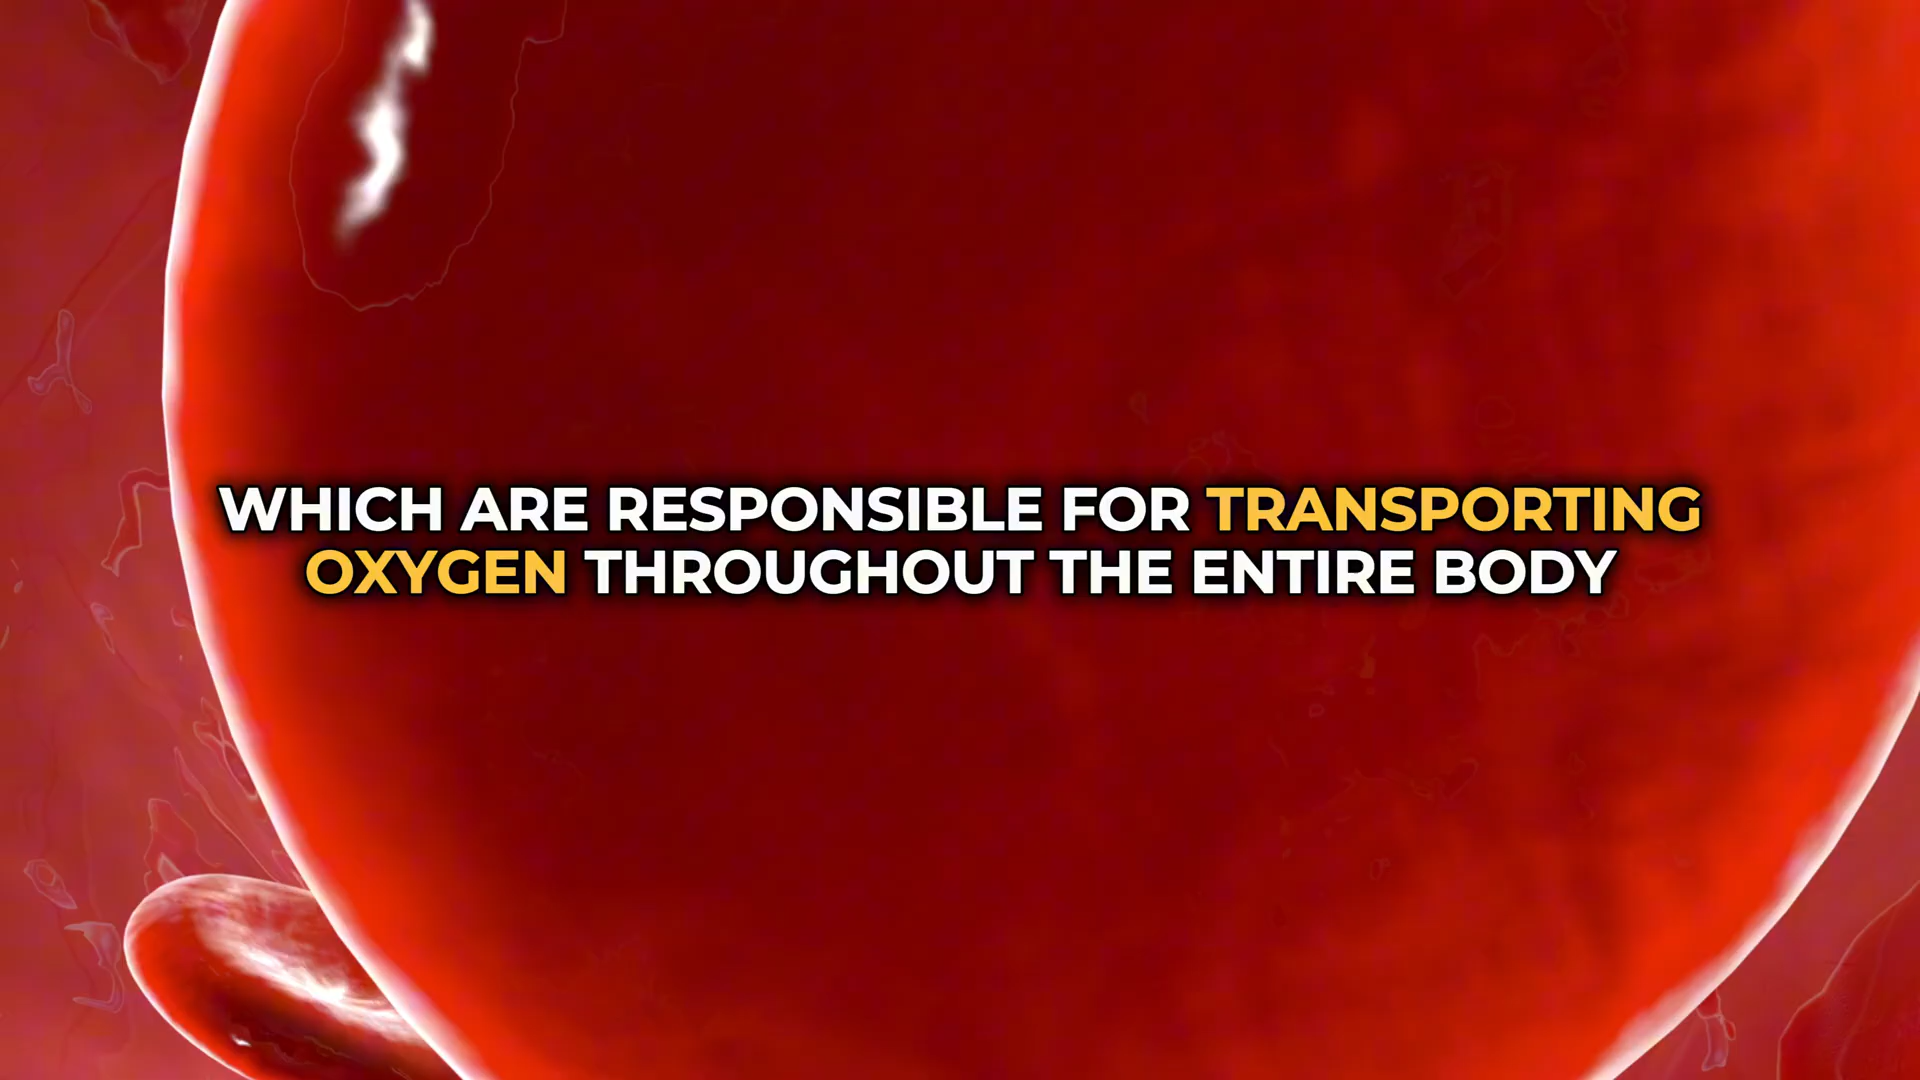 WHICH ARE RESPONSIBLE FOR TRANSPORTING
OXYGEN THROUGHOUT THE ENTIRE BODY